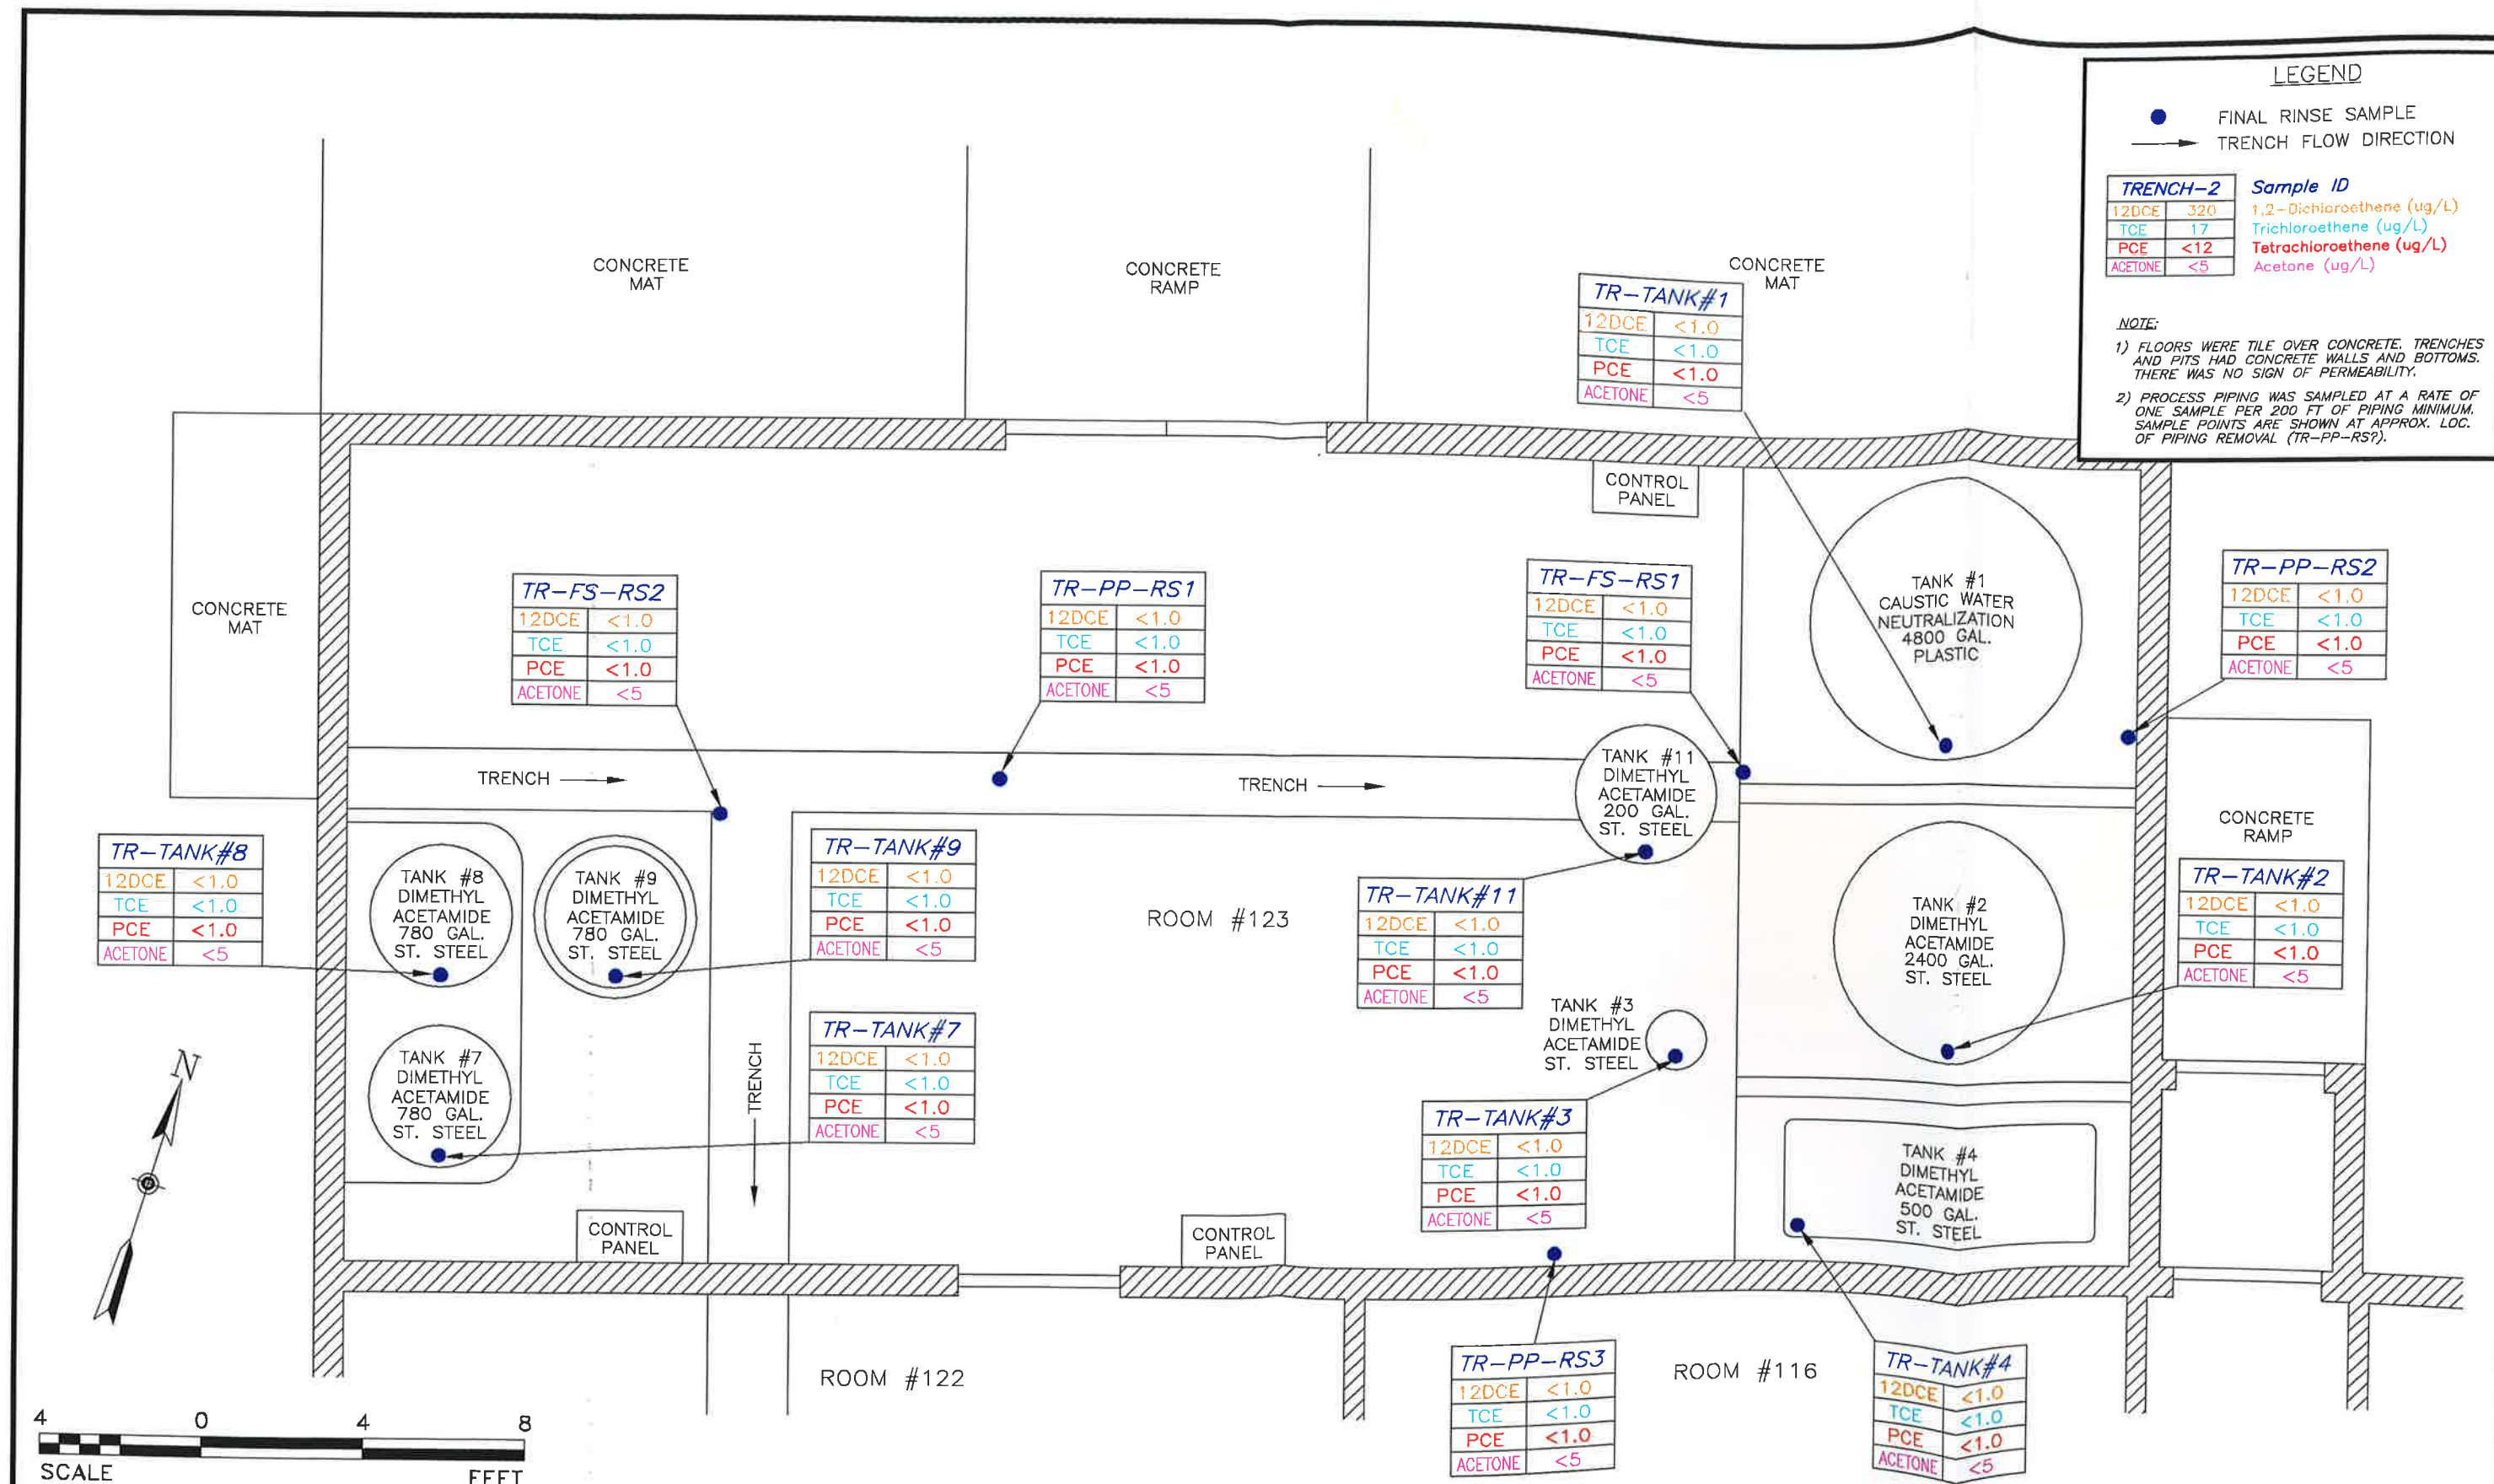 LEGEND
FINAL RINSE SAMPLE
TRENCH FLOW DIRECTION
TRENCH-2 Sample ID
12DCE 320 1,2-Dichloroethene (ug/L)
TCE 17 Trichloroethene (ug/L)
PCE <12 Tetrachloroethene (ug/L)
ACETONE <5 Acetone (ug/L)
NOTE:
1) FLOORS WERE TILE OVER CONCRETE. TRENCHES
AND PITS HAD CONCRETE WALLS AND BOTTOMS.
THERE WAS NO SIGN OF PERMEABILITY.
2) PROCESS PIPING WAS SAMPLED AT A RATE OF
ONE SAMPLE PER 200 FT OF PIPING MINIMUM.
SAMPLE POINTS ARE SHOWN AT APPROX. LOC.
OF PIPING REMOVAL (TR-PP-RS?).
CONCRETE
MAT
CONCRETE
RAMP
CONCRETE
MAT
TR-TANK#1
12DCE <1.0
TCE <1.0
PCE <1.0
ACETONE <5
CONTROL
PANEL
CONCRETE
MAT
TR-FS-RS2
12DCE <1.0
TCE <1.0
PCE <1.0
ACETONE <5
TR-PP-RS1
12DCE <1.0
TCE <1.0
PCE <1.0
ACETONE <5
TR-FS-RS1
12DCE <1.0
TCE <1.0
PCE <1.0
ACETONE <5
TANK #1
CAUSTIC WATER
NEUTRALIZATION
4800 GAL.
PLASTIC
TR-PP-RS2
12DCE <1.0
TCE <1.0
PCE <1.0
ACETONE <5
TRENCH
TRENCH
TANK #11
DIMETHYL
ACETAMIDE
200 GAL.
ST. STEEL
CONCRETE
RAMP
TR-TANK#8
12DCE <1.0
TCE <1.0
PCE <1.0
ACETONE <5
TANK #8
DIMETHYL
ACETAMIDE
780 GAL.
ST. STEEL
TANK #9
DIMETHYL
ACETAMIDE
780 GAL.
ST. STEEL
TR-TANK#9
12DCE <1.0
TCE <1.0
PCE <1.0
ACETONE <5
ROOM #123
TR-TANK#11
12DCE <1.0
TCE <1.0
PCE <1.0
ACETONE <5
TANK #2
DIMETHYL
ACETAMIDE
2400 GAL.
ST. STEEL
TR-TANK#2
12DCE <1.0
TCE <1.0
PCE <1.0
ACETONE <5
TANK #3
DIMETHYL
ACETAMIDE
ST. STEEL
N
TANK #7
DIMETHYL
ACETAMIDE
780 GAL.
ST. STEEL
TRENCH
TR-TANK#7
12DCE <1.0
TCE <1.0
PCE <1.0
ACETONE <5
TR-TANK#3
12DCE <1.0
TCE <1.0
PCE <1.0
ACETONE <5
TANK #4
DIMETHYL
ACETAMIDE
500 GAL.
ST. STEEL
CONTROL
PANEL
CONTROL
PANEL
ROOM #122
TR-PP-RS3
12DCE <1.0
TCE <1.0
PCE <1.0
ACETONE <5
ROOM #116
TR-TANK#4
12DCE <1.0
TCE <1.0
PCE <1.0
ACETONE <5
4 0 4 8
SCALE FEET